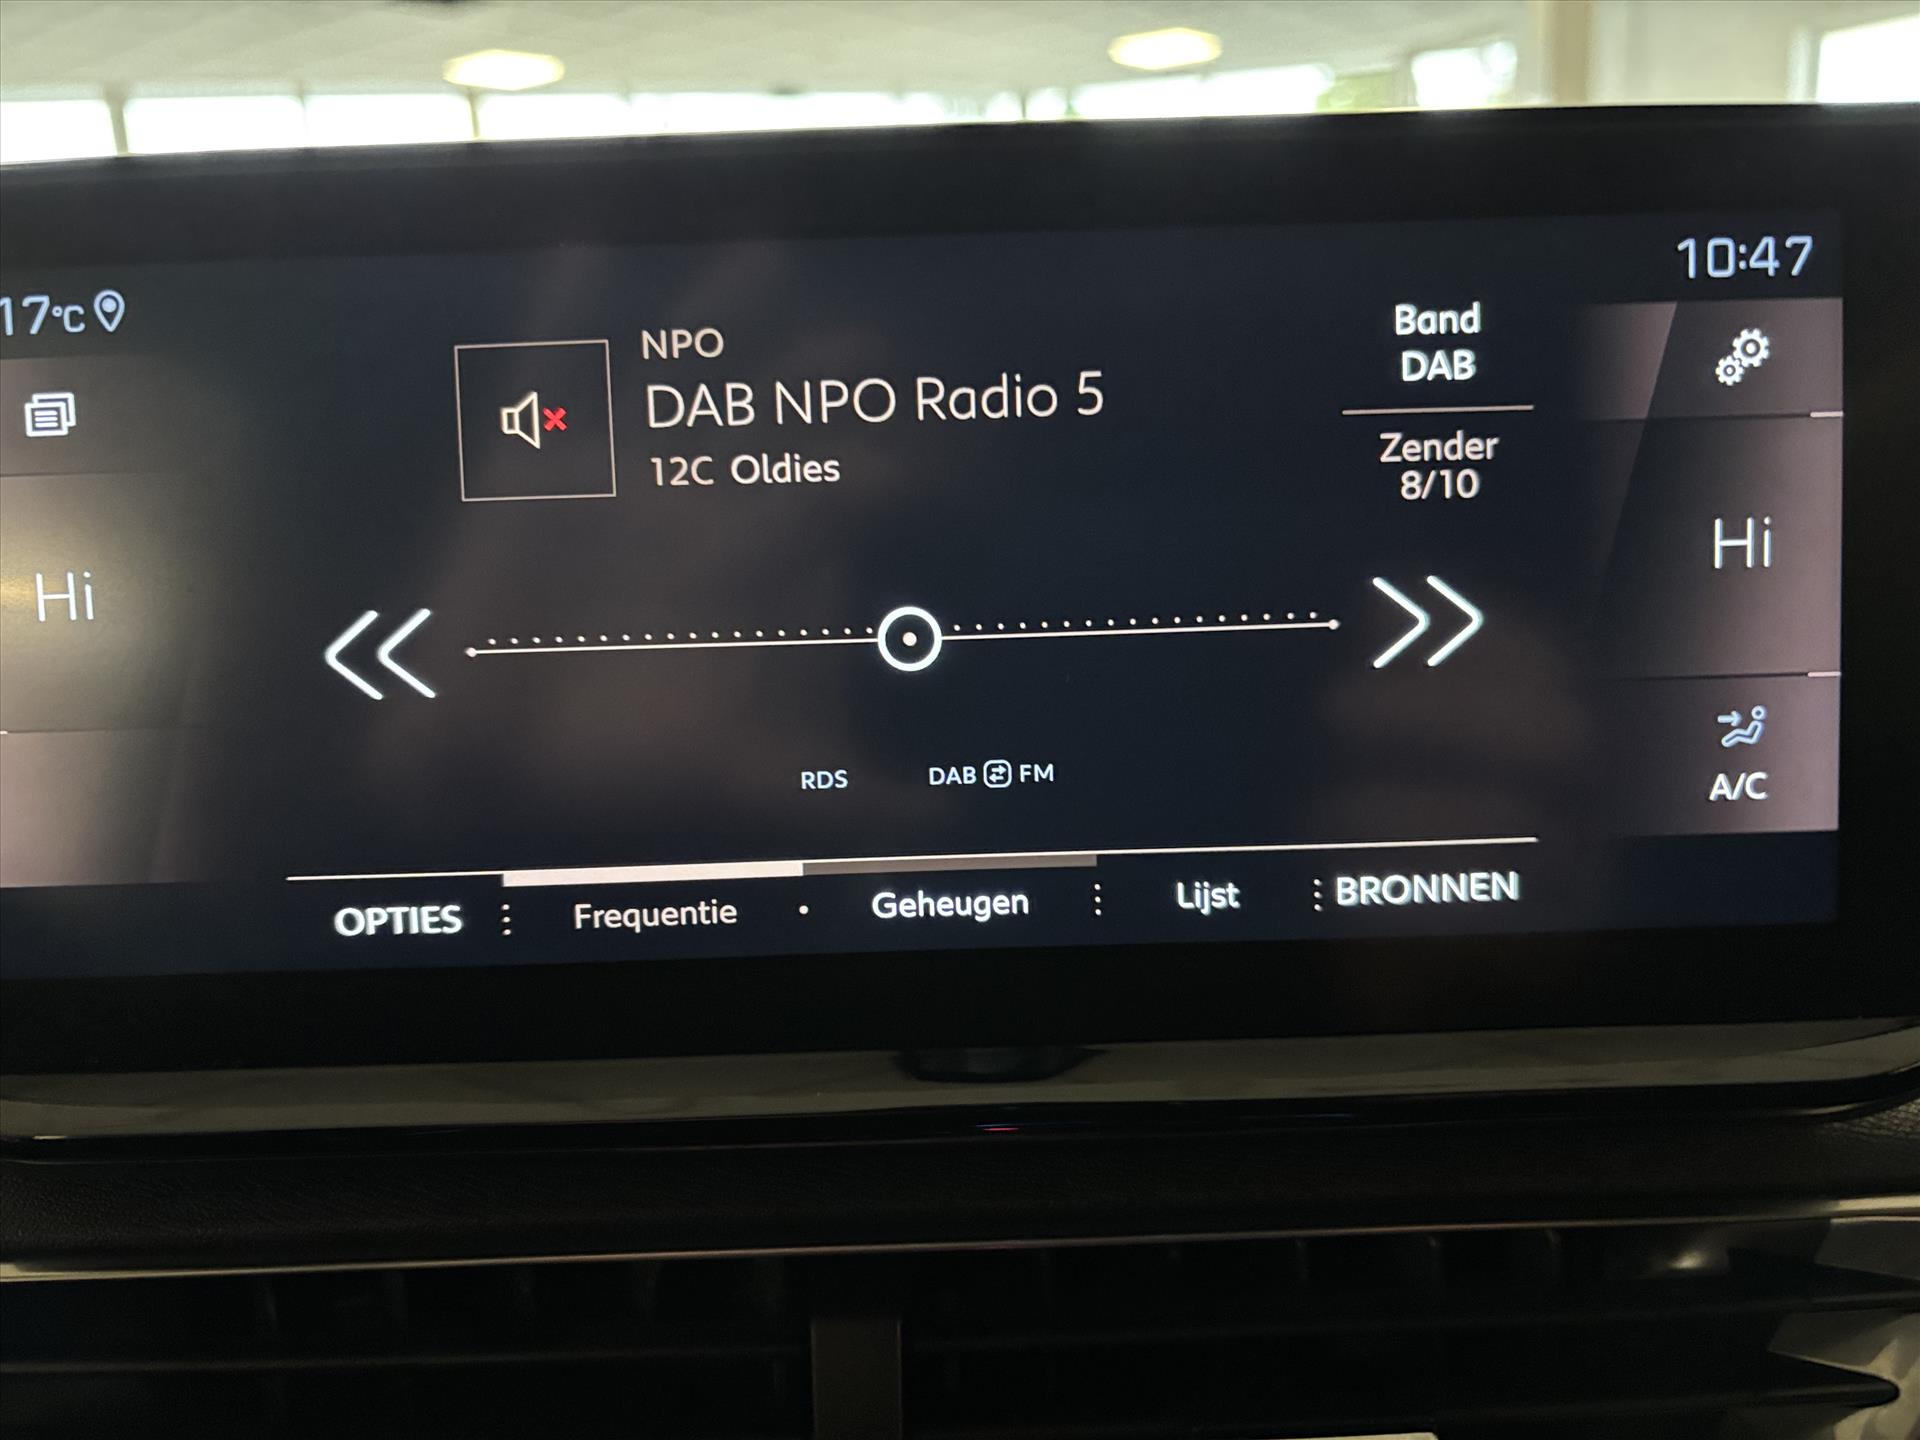 10:47
17°C
NPO
DAB NPO Radio 5
12C Oldies
Band
DAB
Zender
8/10
Hi
Hi
RDS
DAB FM
A/C
OPTIES
Frequentie
Geheugen
Lijst
BRONNEN